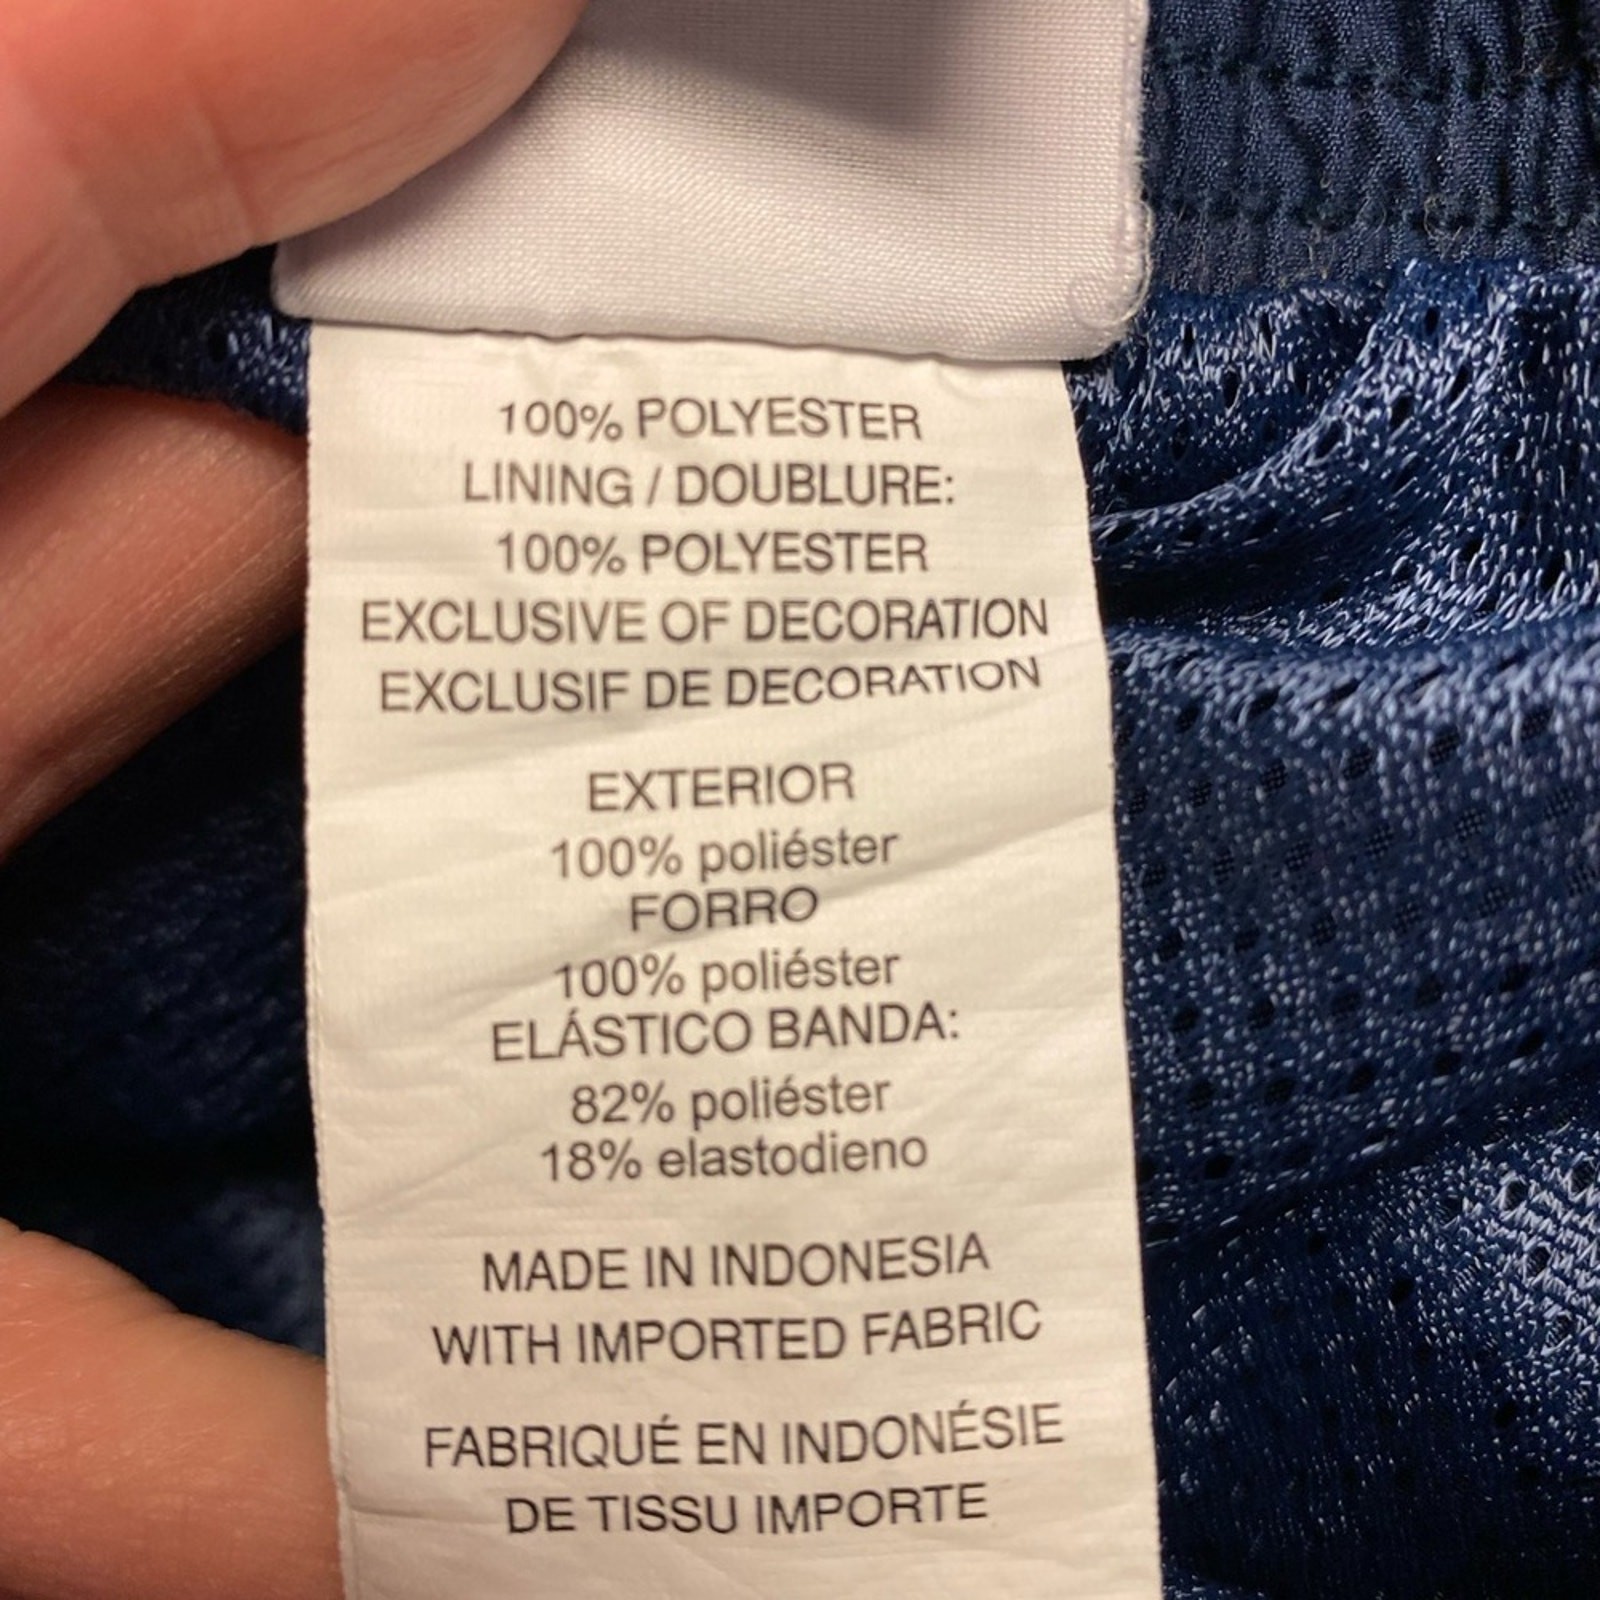 100% POLYESTER
LINING / DOUBLURE:
100% POLYESTER
EXCLUSIVE OF DECORATION
EXCLUSIF DE DECORATION
EXTERIOR
100% poliéster
FORRO
100% poliéster
ELÁSTICO BANDA:
82% poliéster
18% elastodieno
MADE IN INDONESIA
WITH IMPORTED FABRIC
FABRIQUÉ EN INDONÉSIE
DE TISSU IMPORTE